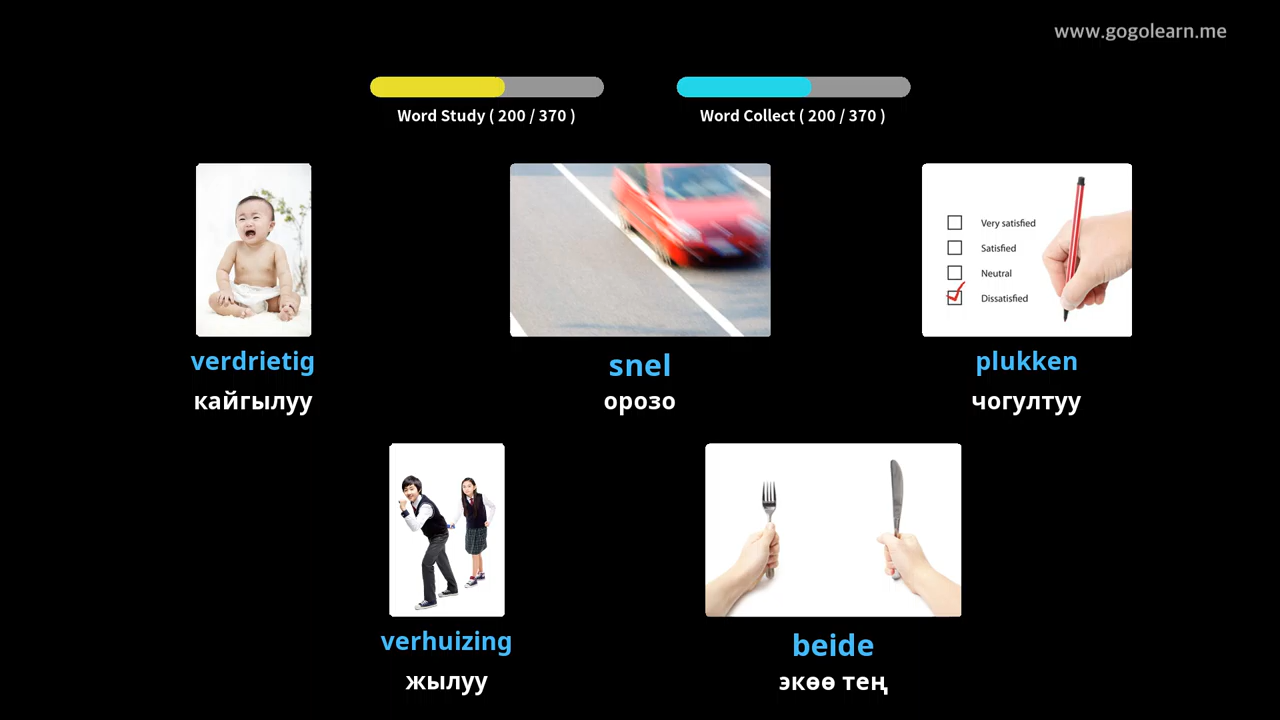 www.gogolearn.me
Word Study ( 200 / 370 )
Word Collect ( 200 / 370 )
Very satisfied
Satisfied
Neutral
Dissatisfied
verdrietig
snel
plukken
кайгылуу
орозо
чогултуу
verhuizing
beide
жылуу
экөө тең